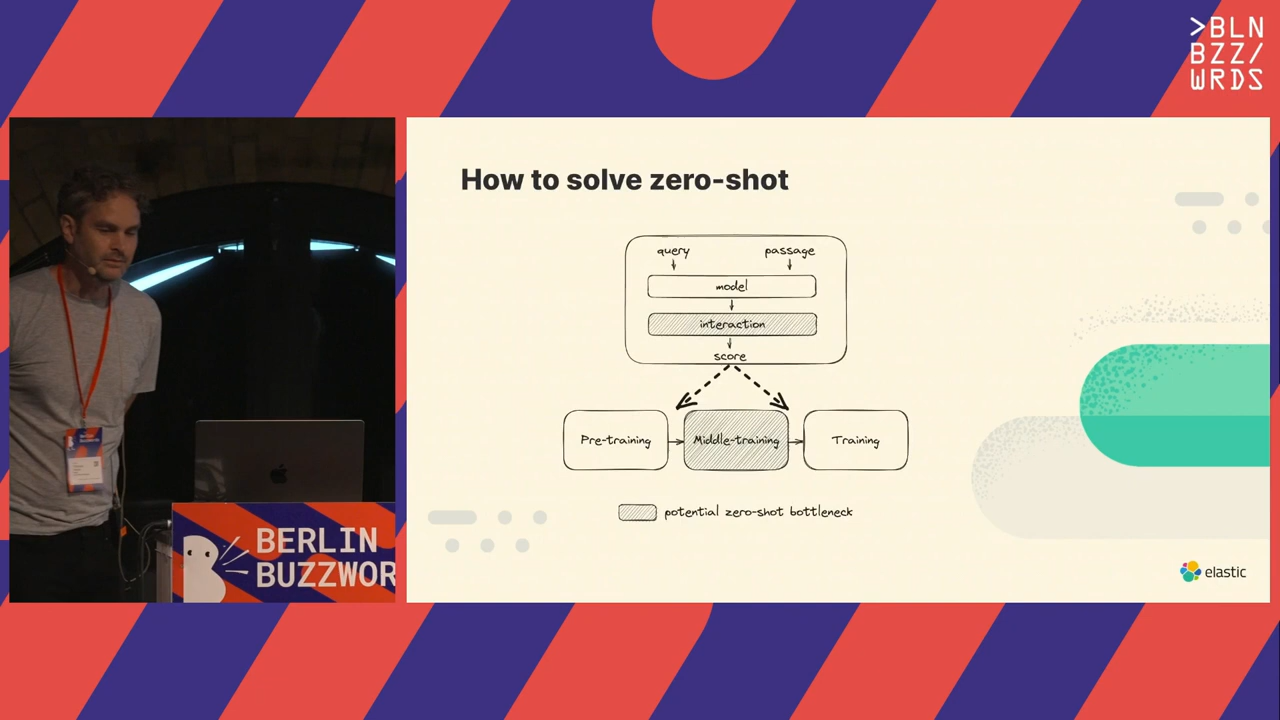 >BLN
BZZ/
WRDS
How to solve zero-shot
query
passage
model
interaction
score
Pre-training
Middle-training
Training
potential zero-shot bottleneck
elastic
BERLIN
BUZZWOR